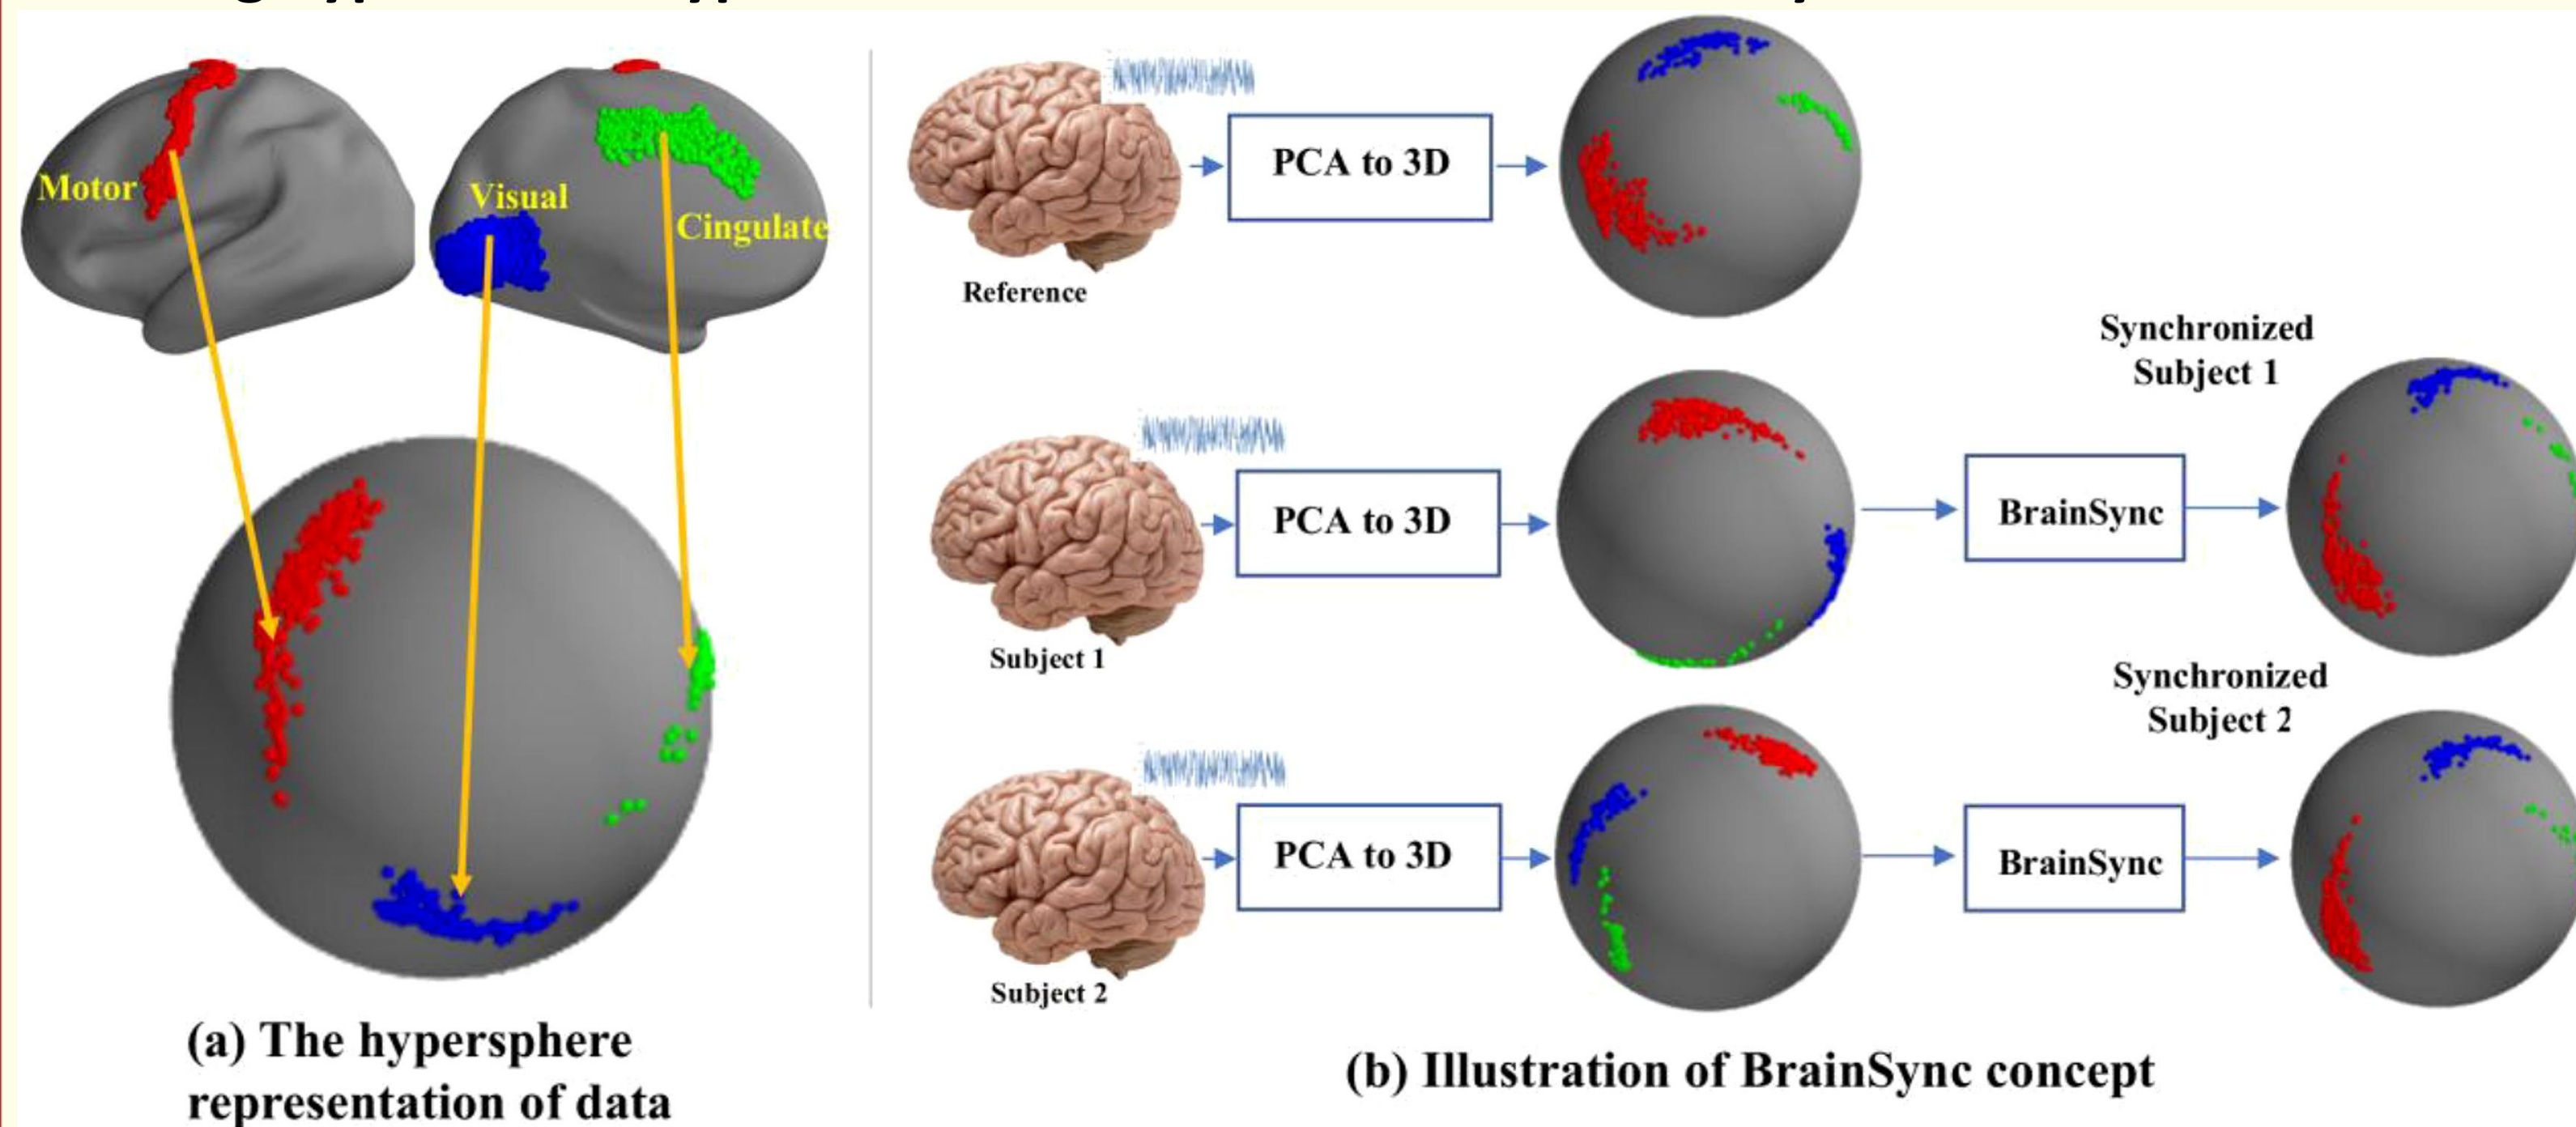 Motor
Visual
Cingulate
(a) The hypersphere
representation of data
PCA to 3D
Reference
PCA to 3D
Subject 1
BrainSync
Synchronized
Subject 1
PCA to 3D
Subject 2
BrainSync
Synchronized
Subject 2
(b) Illustration of BrainSync concept